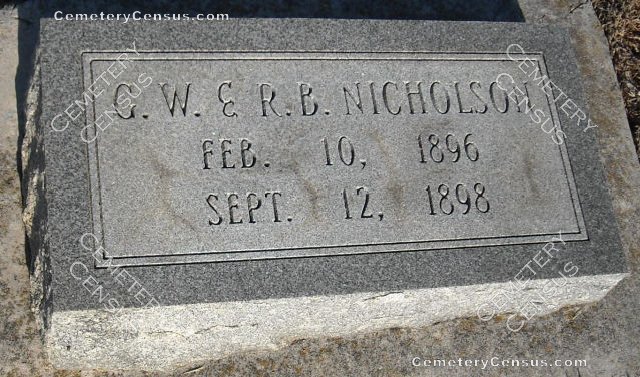 CemeteryCensus.com
G. W. & R. B. NICHOLSON
FEB. 10, 1896
SEPT. 12, 1898
CEMETERY
CENSUS
CEMETERY
CENSUS
CEMETERY
CENSUS
CEMETERY
CENSUS
CemeteryCensus.com